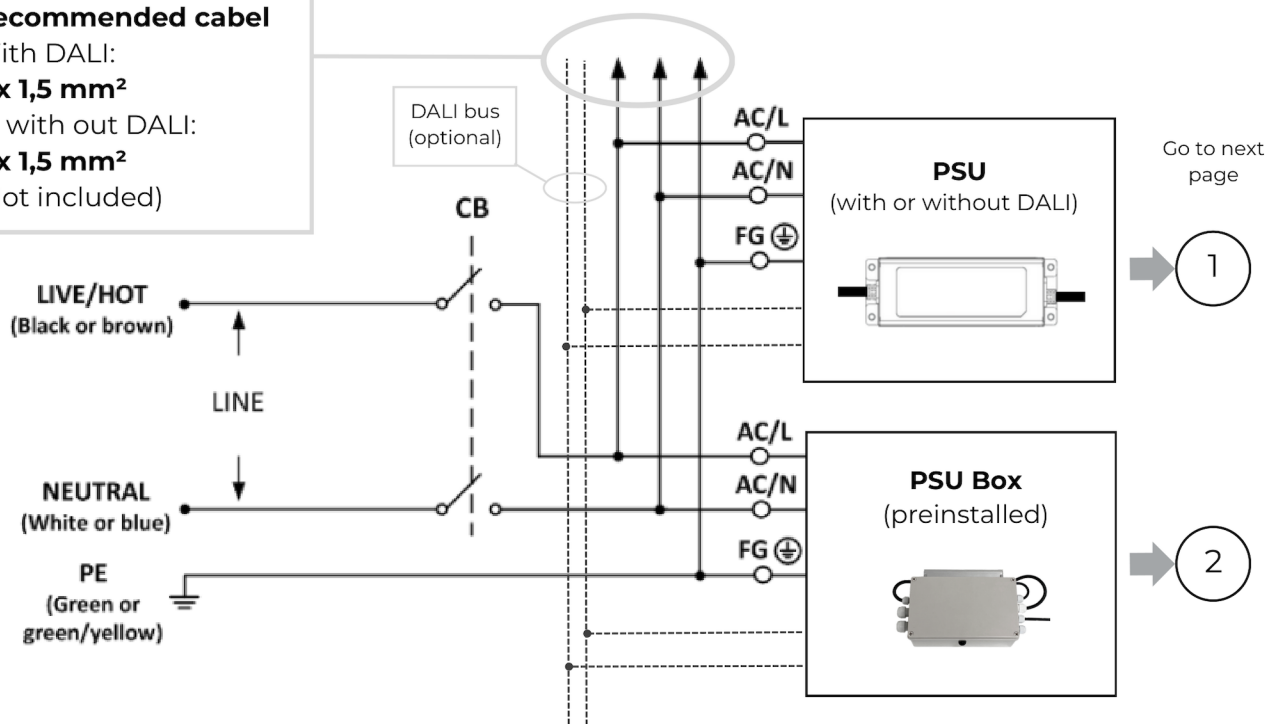 ecommended cabel
ith DALI:
x 1,5 mm²
with out DALI:
x 1,5 mm²
ot included)
DALI bus
(optional)
CB
LIVE/HOT
(Black or brown)
LINE
NEUTRAL
(White or blue)
PE
(Green or
green/yellow)
AC/L
AC/N
FG
PSU
(with or without DALI)
Go to next
page
1
AC/L
AC/N
FG
PSU Box
(preinstalled)
2